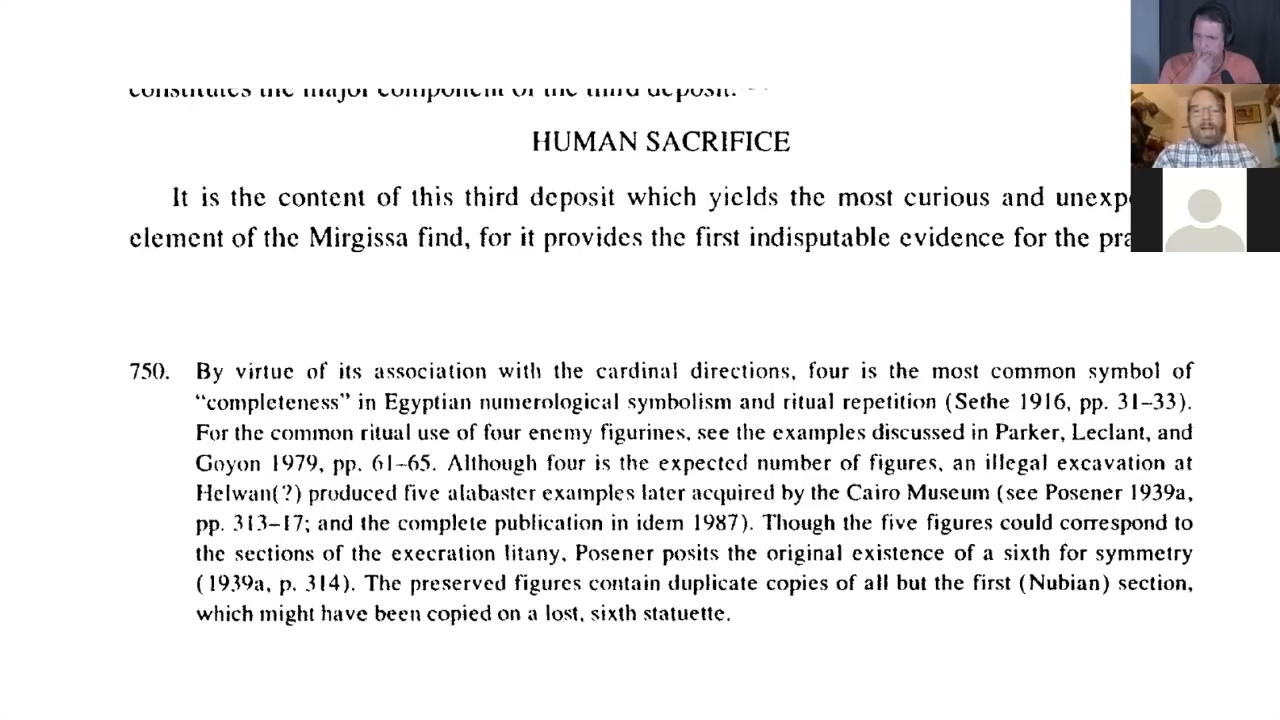 constitutes the major component of the third deposit.
HUMAN SACRIFICE
It is the content of this third deposit which yields the most curious and
element of the Mirgissa find, for it provides the first indisputable evidence for the
750. By virtue of its association with the cardinal directions, four is the most common symbol of
“completeness” in Egyptian numerological symbolism and ritual repetition (Sethe 1916, pp. 31–33).
For the common ritual use of four enemy figurines, see the examples discussed in Parker, Leclant, and
Goyon 1979, pp. 61–65. Although four is the expected number of figures, an illegal excavation at
Helwan(?) produced five alabaster examples later acquired by the Cairo Museum (see Posener 1939a,
pp. 313–17; and the complete publication in idem 1987). Though the five figures could correspond to
the sections of the execration litany, Posener posits the original existence of a sixth for symmetry
(1939a, p. 314). The preserved figures contain duplicate copies of all but the first (Nubian) section,
which might have been copied on a lost, sixth statuette.